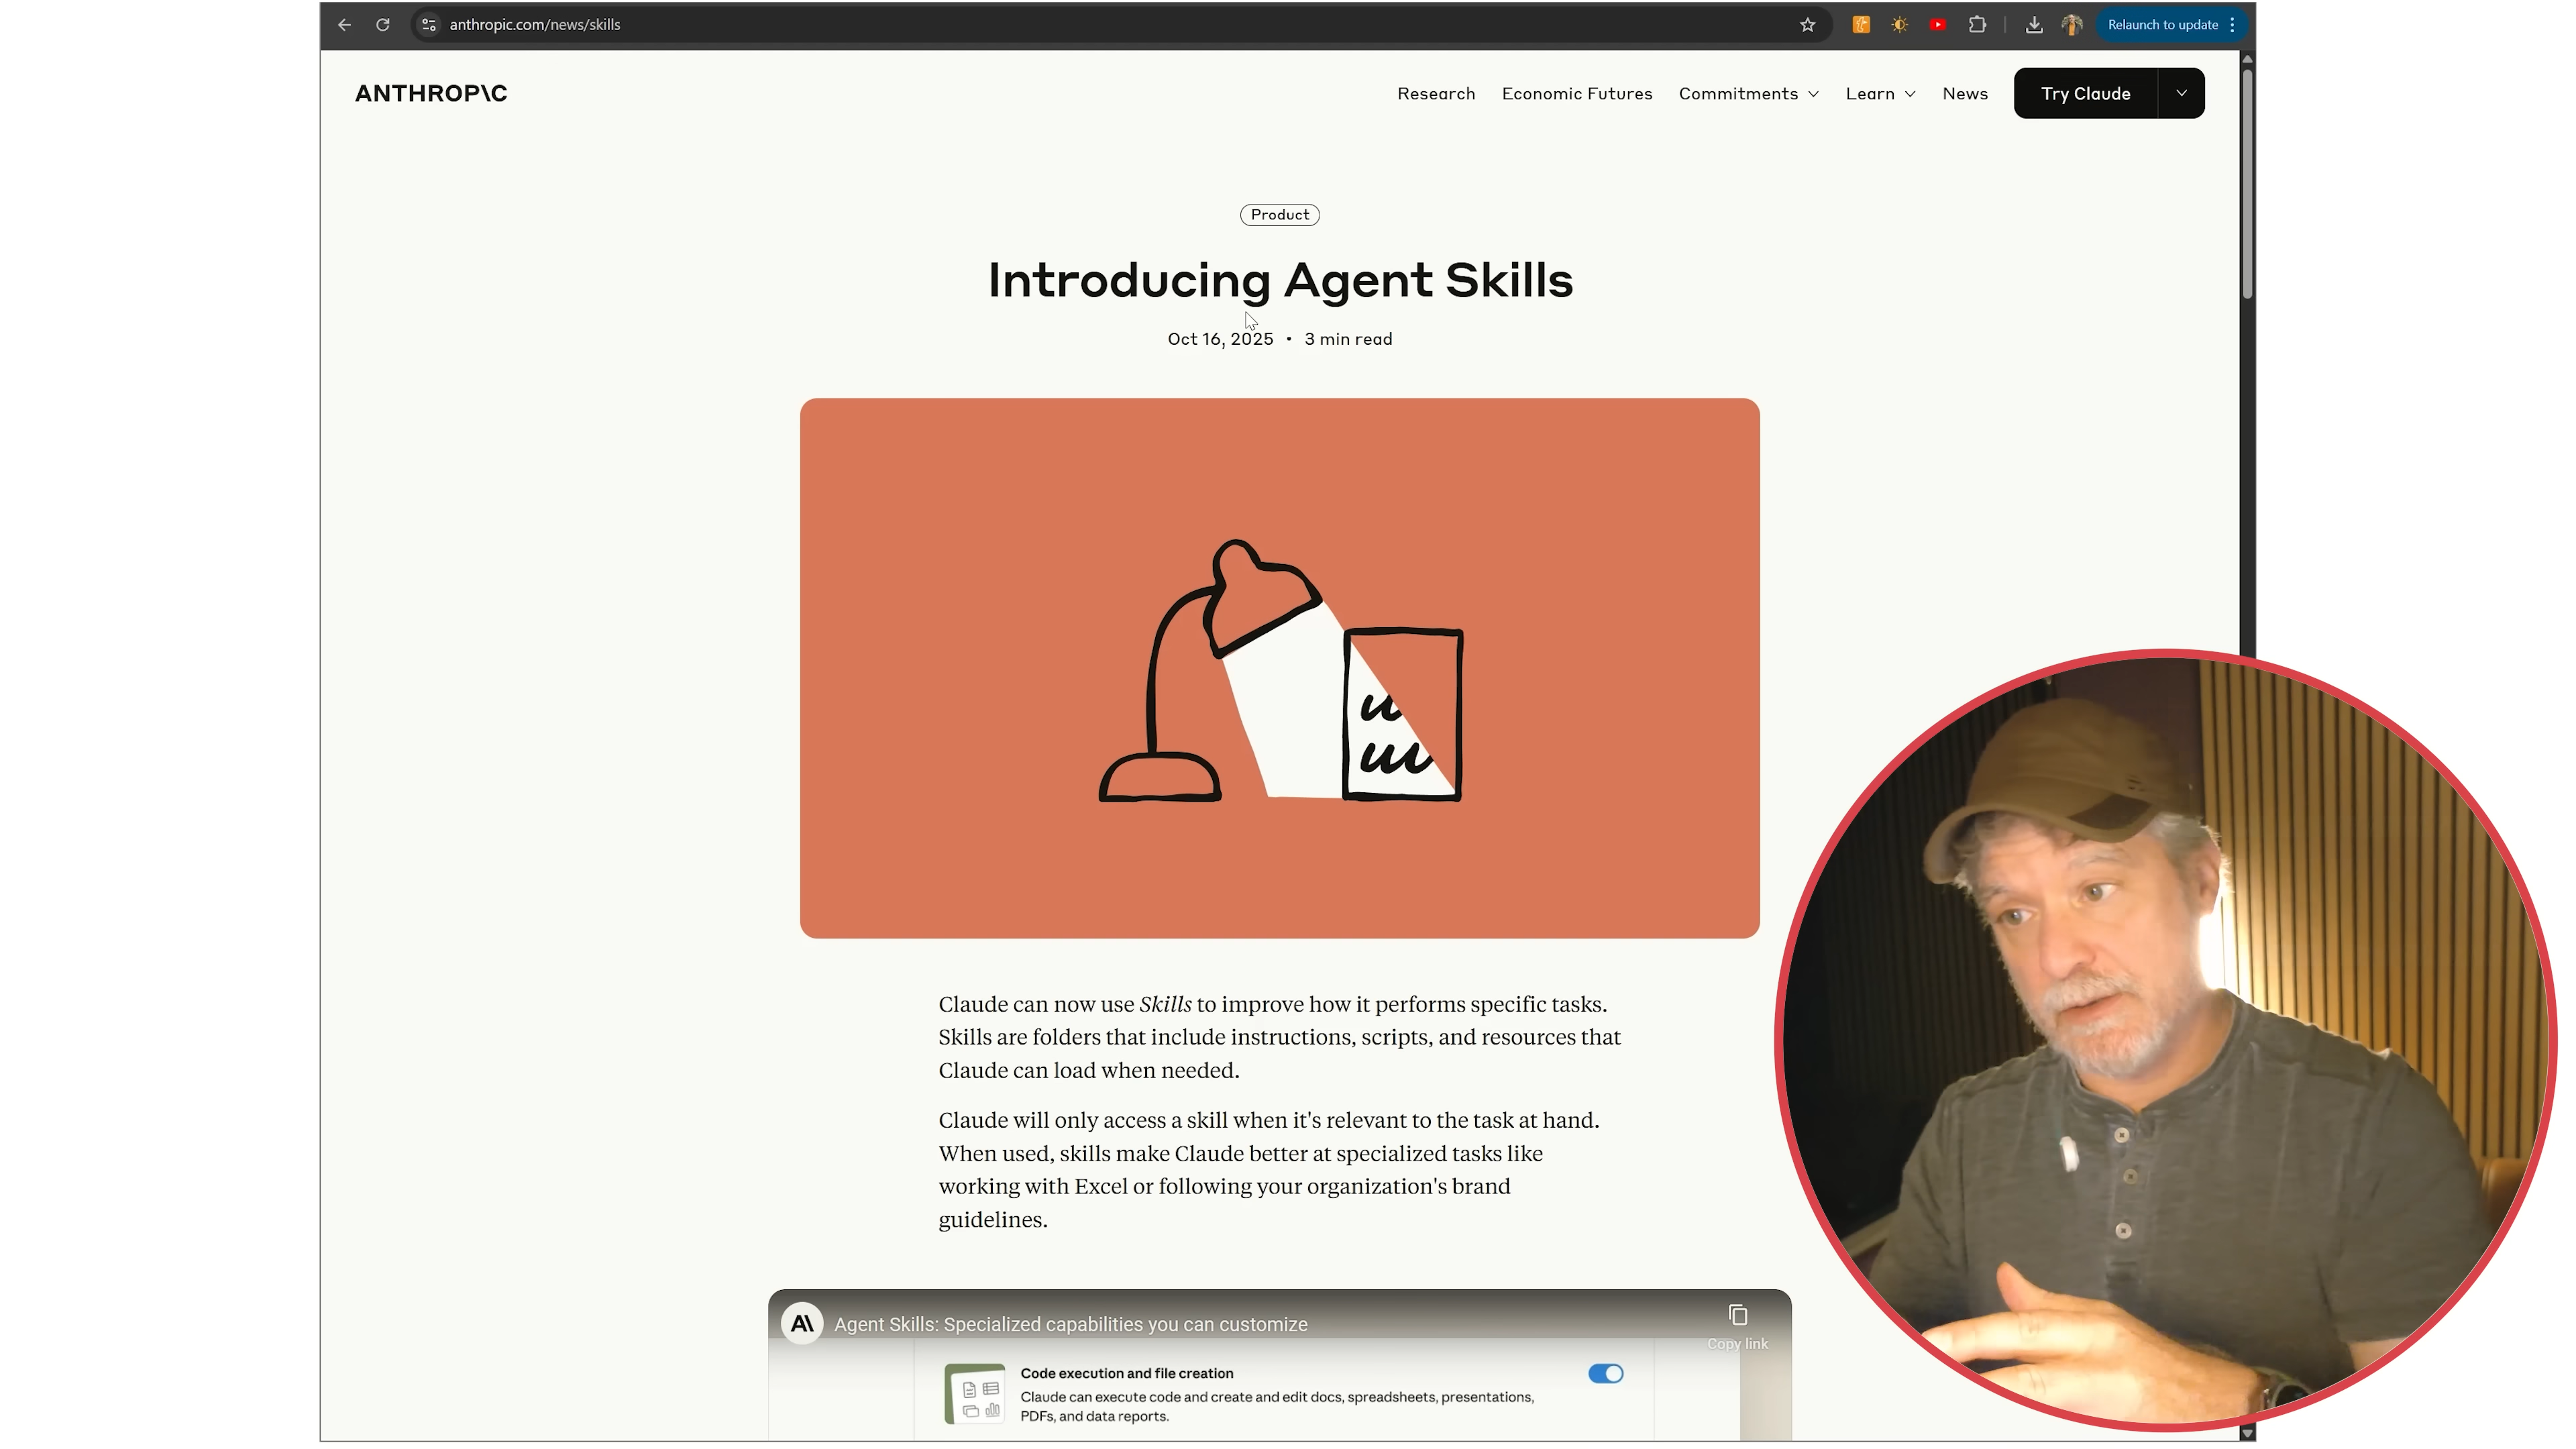 anthropic.com/news/skills
Relaunch to update
ANTHROP\C
Research
Economic Futures
Commitments
Learn
News
Try Claude
Product
Introducing Agent Skills
Oct 16, 2025 • 3 min read
Claude can now use Skills to improve how it performs specific tasks.
Skills are folders that include instructions, scripts, and resources that
Claude can load when needed.
Claude will only access a skill when it's relevant to the task at hand.
When used, skills make Claude better at specialized tasks like
working with Excel or following your organization's brand
guidelines.
A\
Agent Skills: Specialized capabilities you can customize
Copy link
Code execution and file creation
Claude can execute code and create and edit docs, spreadsheets, presentations,
PDFs, and data reports.